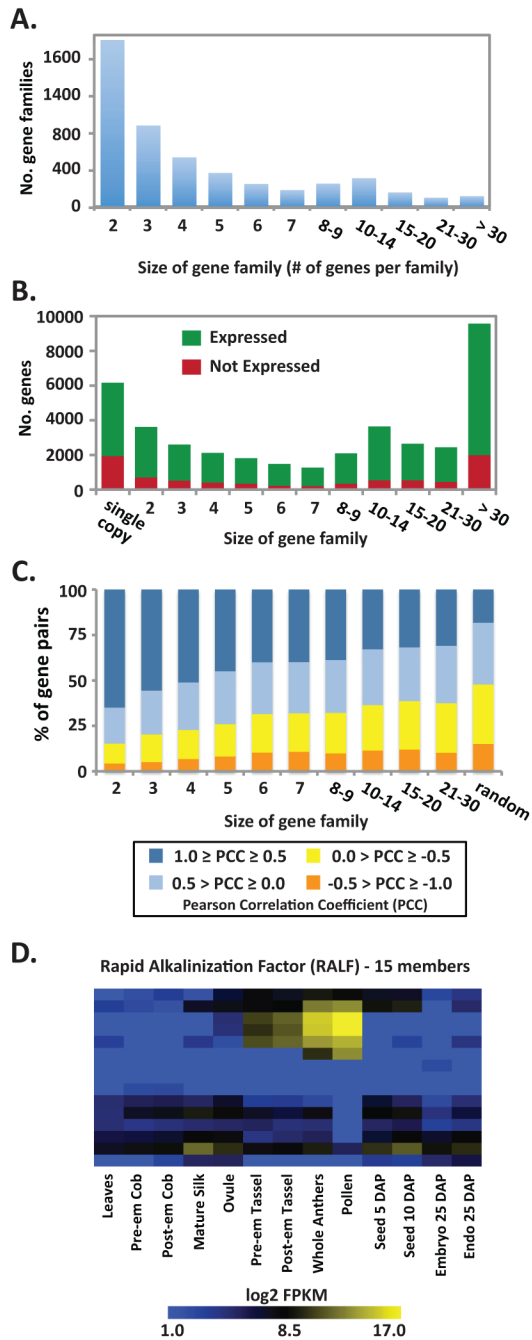 A.
No. gene families
1600
1400
800
400
0
2 3 4 5 6 7 8-9 10-14 15-20 21-30 > 30
Size of gene family (# of genes per family)
B.
No. genes
10000
8000
6000
4000
2000
0
Expressed
Not Expressed
single copy 2 3 4 5 6 7 8-9 10-14 15-20 21-30 > 30
Size of gene family
C.
% of gene pairs
100
75
50
25
0
2 3 4 5 6 7 8-9 10-14 15-20 21-30 random
Size of gene family
1.0 ≥ PCC ≥ 0.5 0.0 > PCC ≥ -0.5
0.5 > PCC ≥ 0.0 -0.5 > PCC ≥ -1.0
Pearson Correlation Coefficient (PCC)
D.
Rapid Alkalinization Factor (RALF) - 15 members
Leaves
Pre-em Cob
Post-em Cob
Mature Silk
Ovule
Pre-em Tassel
Post-em Tassel
Whole Anthers
Pollen
Seed 5 DAP
Seed 10 DAP
Embryo 25 DAP
Endo 25 DAP
log2 FPKM
1.0 8.5 17.0